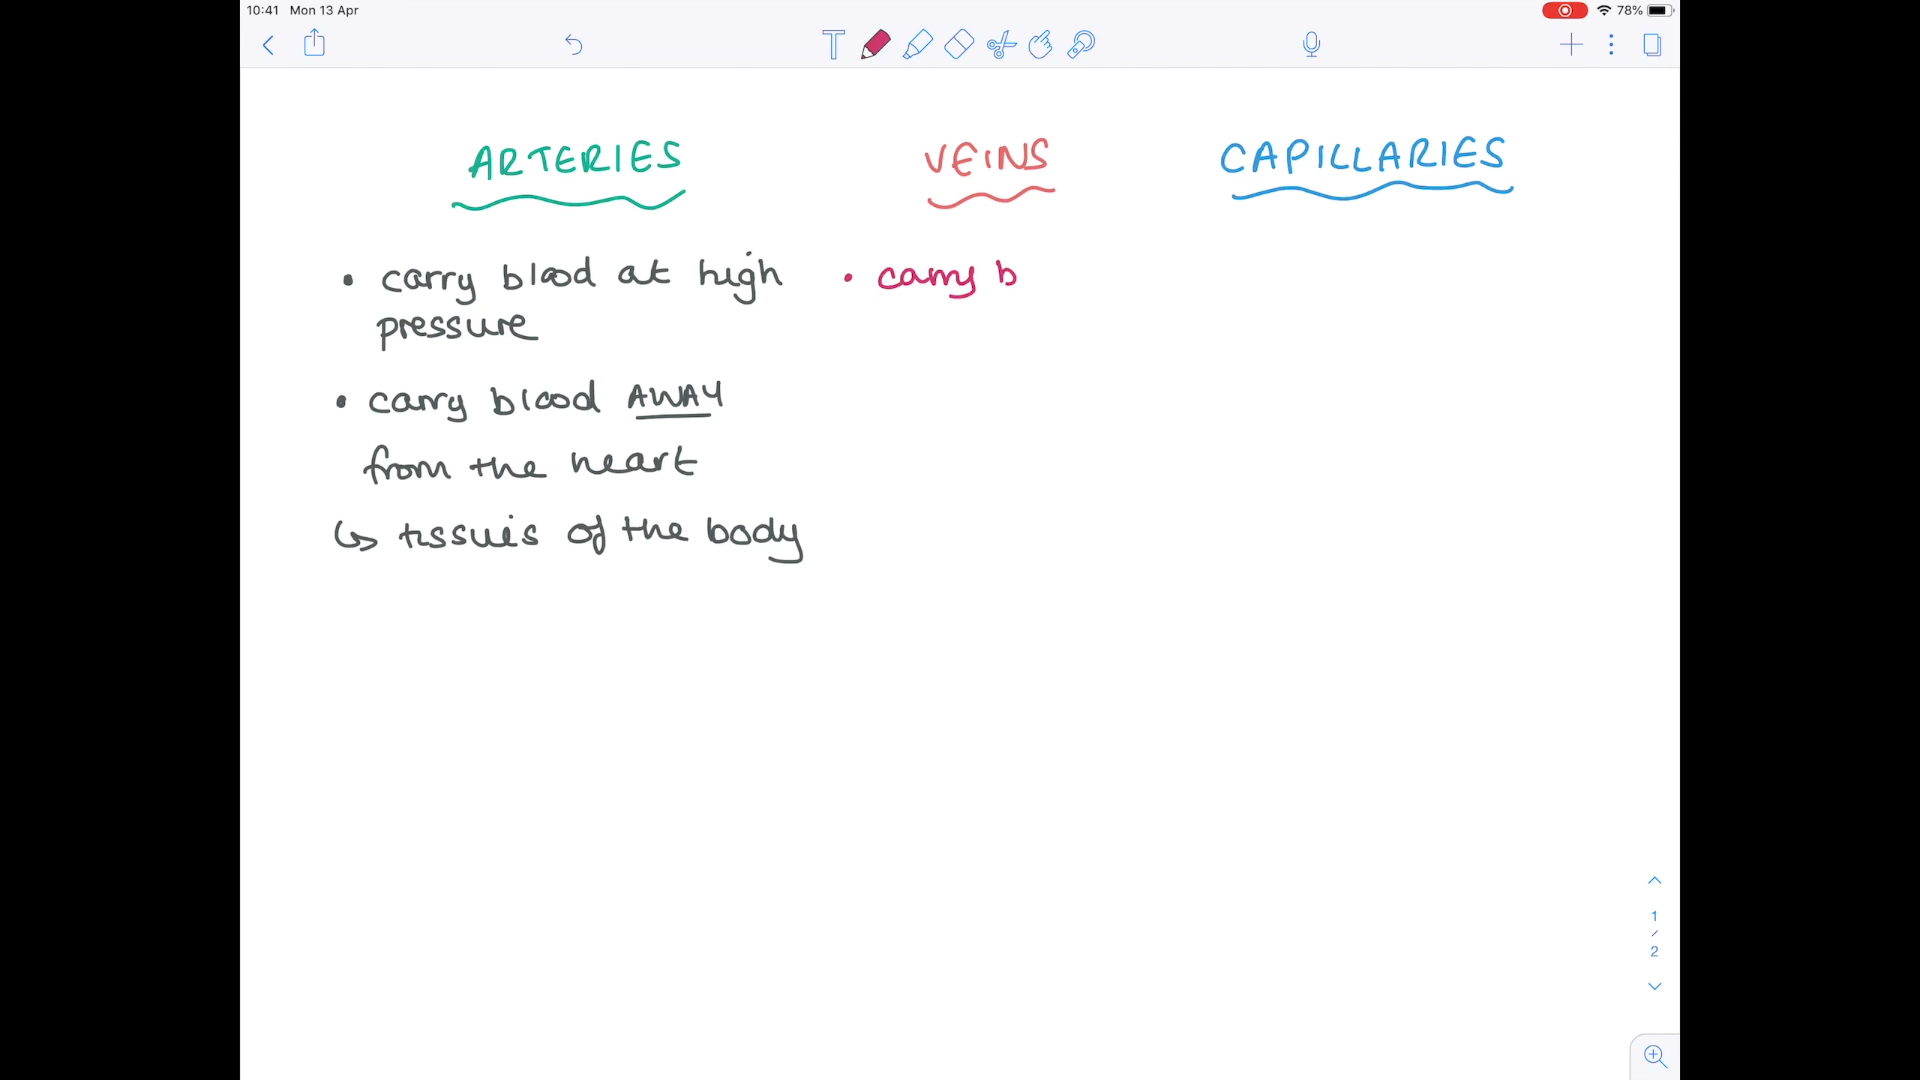 10:41 Mon 13 Apr
78%
T
ARTERIES
VEINS
CAPILLARIES
• carry blood at high
pressure
• carry b
• carry blood AWAY
from the heart
↳ tissuis of the body
1
/
2